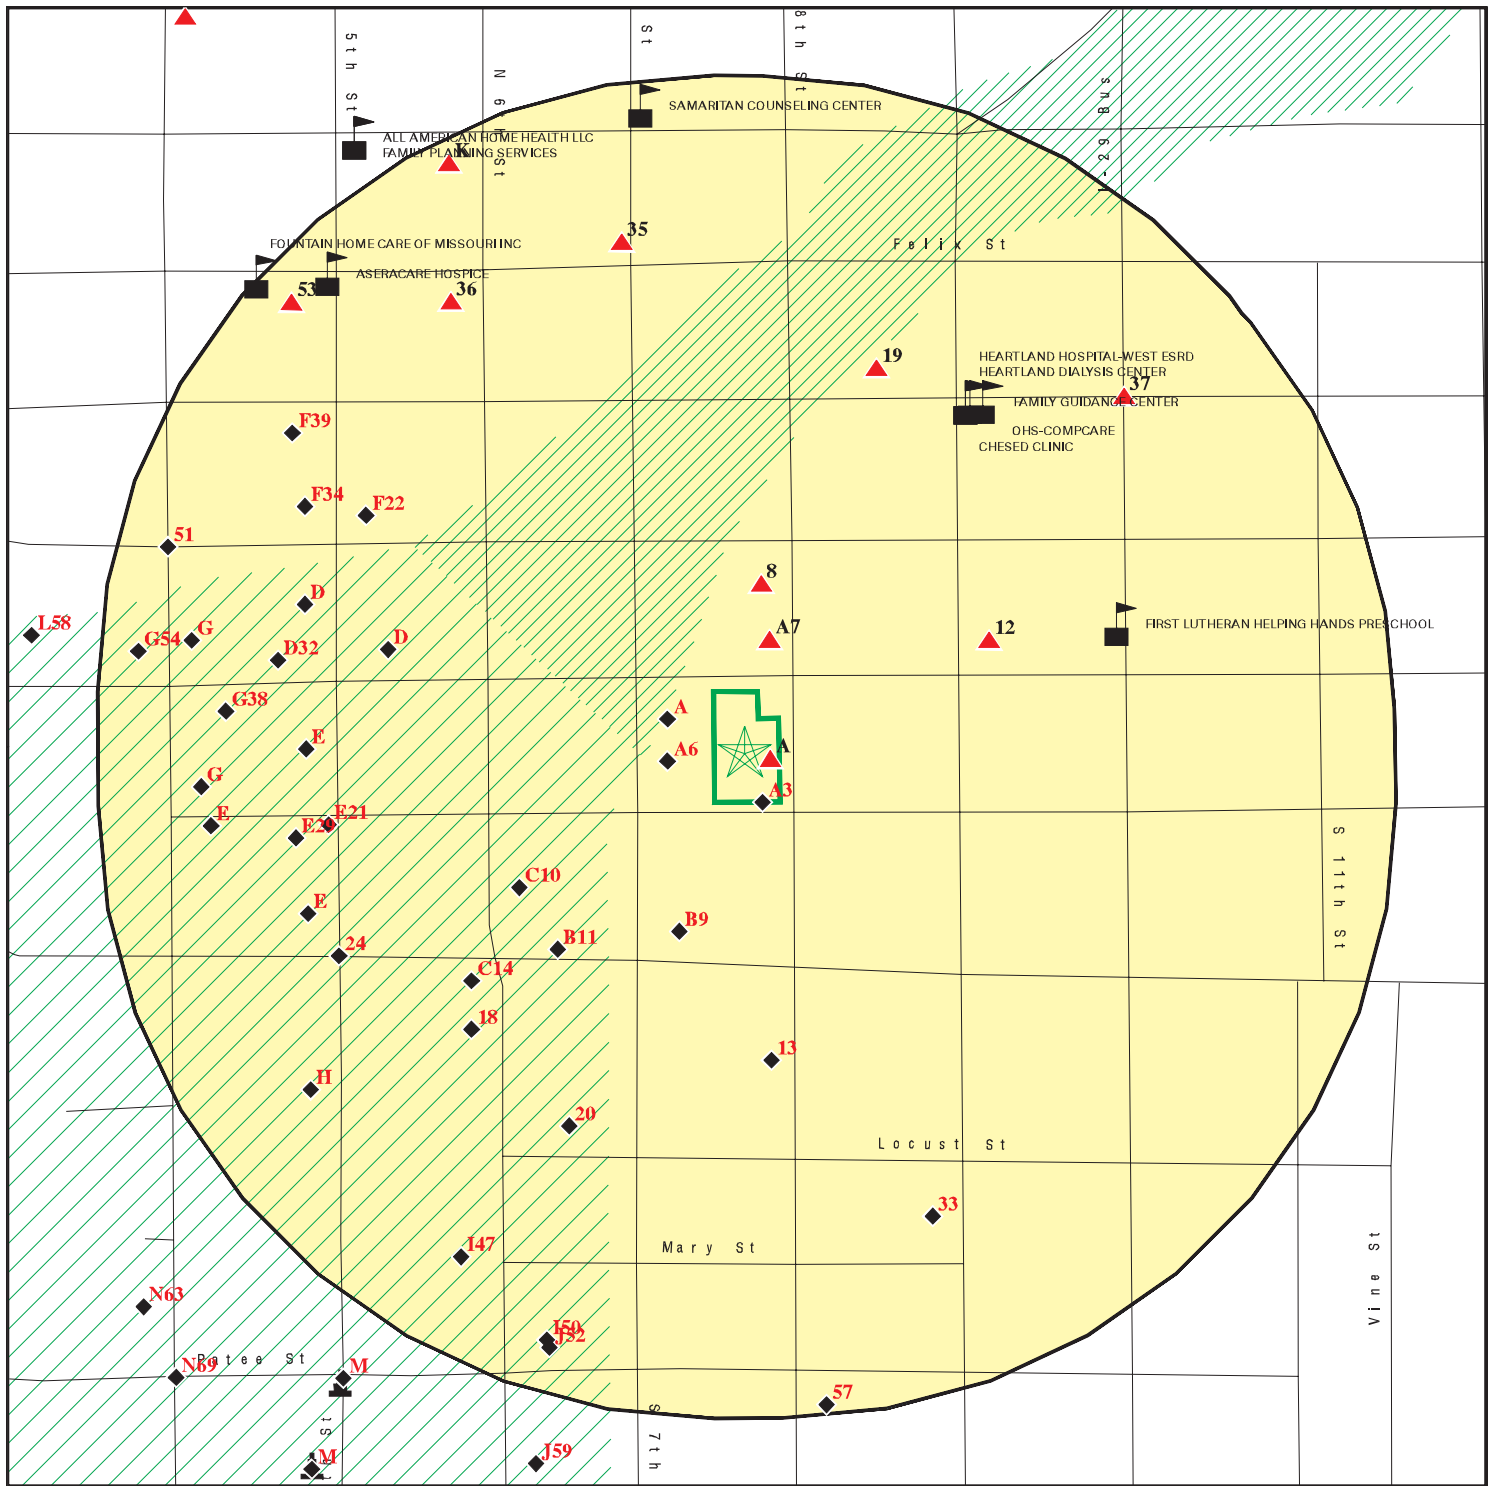 5th St
N 6th St
St
8th St
I-29 Bus
SAMARITAN COUNSELING CENTER
ALL AMERICAN HOME HEALTH LLC
FAMILY PLANNING SERVICES
K
35
Felix St
FOUNTAIN HOME CARE OF MISSOURI INC
ASERACARE HOSPICE
53
36
19
HEARTLAND HOSPITAL-WEST ESRD
HEARTLAND DIALYSIS CENTER
37
FAMILY GUIDANCE CENTER
OHS-COMPCARE
CHESED CLINIC
F39
F34
F22
51
8
D
L58
G54
G
D32
D
A7
12
FIRST LUTHERAN HELPING HANDS PRESCHOOL
G38
A
E
A6
A
G
A3
E
E29
E21
S 11th St
C10
E
B9
B11
24
C14
18
13
H
20
Locust St
33
I47
Mary St
Vine St
N63
I50
J52
Patee St
N69
M
57
S 7th
St
M
J59